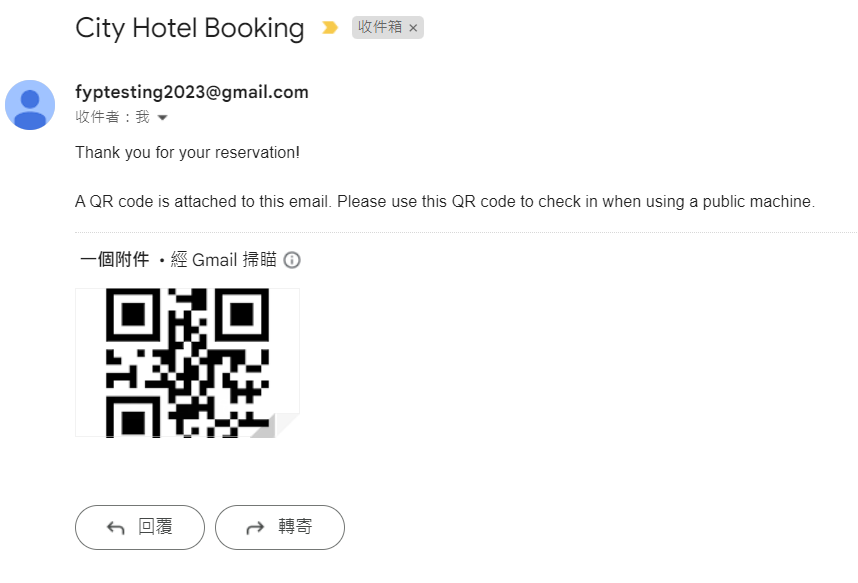 City Hotel Booking 收件箱 ×
fyptesting2023@gmail.com
收件者：我
Thank you for your reservation!
A QR code is attached to this email. Please use this QR code to check in when using a public machine.
一個附件 • 經 Gmail 掃瞄
回覆 轉寄